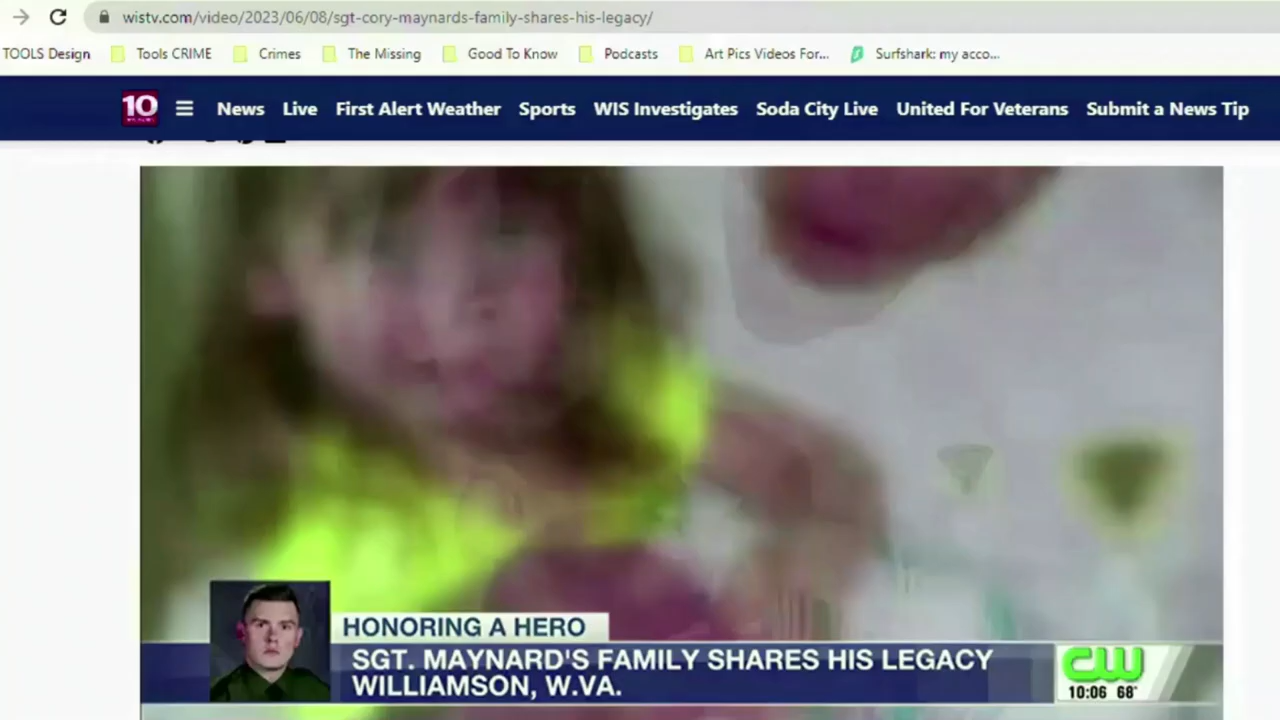 wistv.com/video/2023/06/08/sgt-cory-maynards-family-shares-his-legacy/
TOOLS Design Tools CRIME Crimes The Missing Good To Know Podcasts Art Pics Videos For... Surfshark: my acco...
10 News Live First Alert Weather Sports WIS Investigates Soda City Live United For Veterans Submit a News Tip
HONORING A HERO
SGT. MAYNARD'S FAMILY SHARES HIS LEGACY
WILLIAMSON, W.VA.
CW
10:06 68°